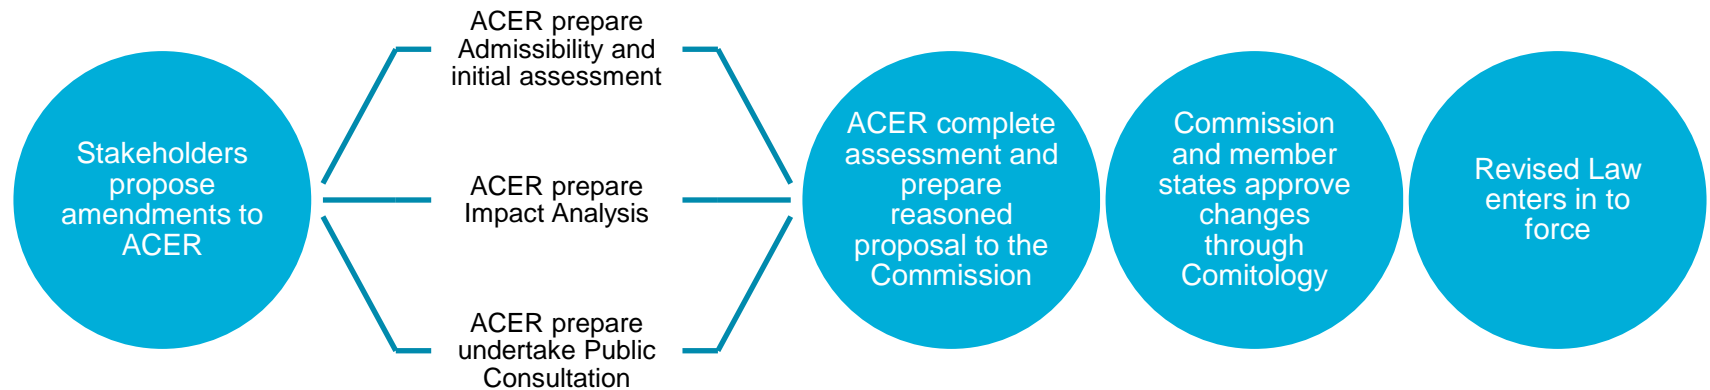 Stakeholders
propose
amendments to
ACER
ACER prepare
Admissibility and
initial assessment
ACER prepare
Impact Analysis
ACER prepare
undertake Public
Consultation
ACER complete
assessment and
prepare
reasoned
proposal to the
Commission
Commission
and member
states approve
changes
through
Comitology
Revised Law
enters in to
force